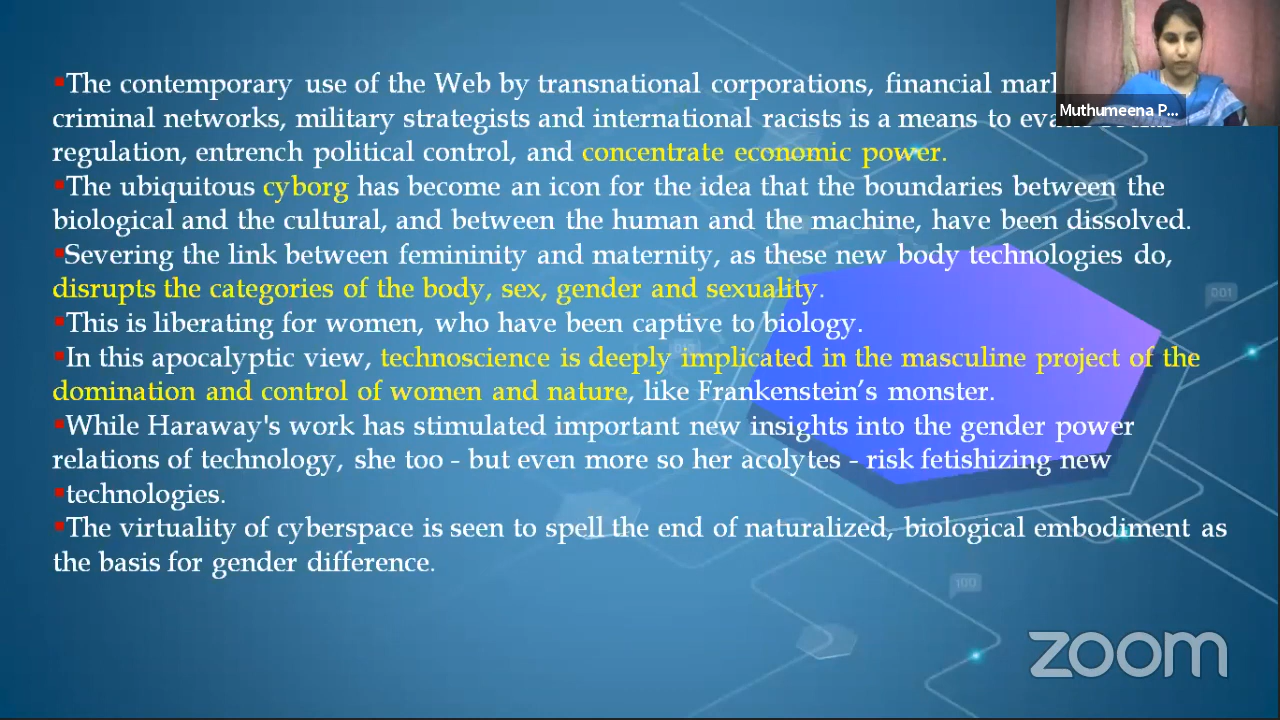 ▪The contemporary use of the Web by transnational corporations, financial
criminal networks, military strategists and international racists is a means to
regulation, entrench political control, and concentrate economic power.
▪The ubiquitous cyborg has become an icon for the idea that the boundaries between the
biological and the cultural, and between the human and the machine, have been dissolved.
▪Severing the link between femininity and maternity, as these new body technologies do,
disrupts the categories of the body, sex, gender and sexuality.
▪This is liberating for women, who have been captive to biology.
▪In this apocalyptic view, technoscience is deeply implicated in the masculine project of the
domination and control of women and nature, like Frankenstein’s monster.
▪While Haraway's work has stimulated important new insights into the gender power
relations of technology, she too - but even more so her acolytes - risk fetishizing new
▪technologies.
▪The virtuality of cyberspace is seen to spell the end of naturalized, biological embodiment as
the basis for gender difference.
Muthumeena P...
001
100
zoom